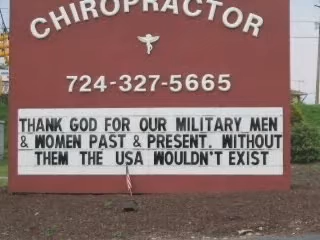 CHIROPRACTOR
724-327-5665
THANK GOD FOR OUR MILITARY MEN
& WOMEN PAST & PRESENT. WITHOUT
THEM THE USA WOULDN'T EXIST